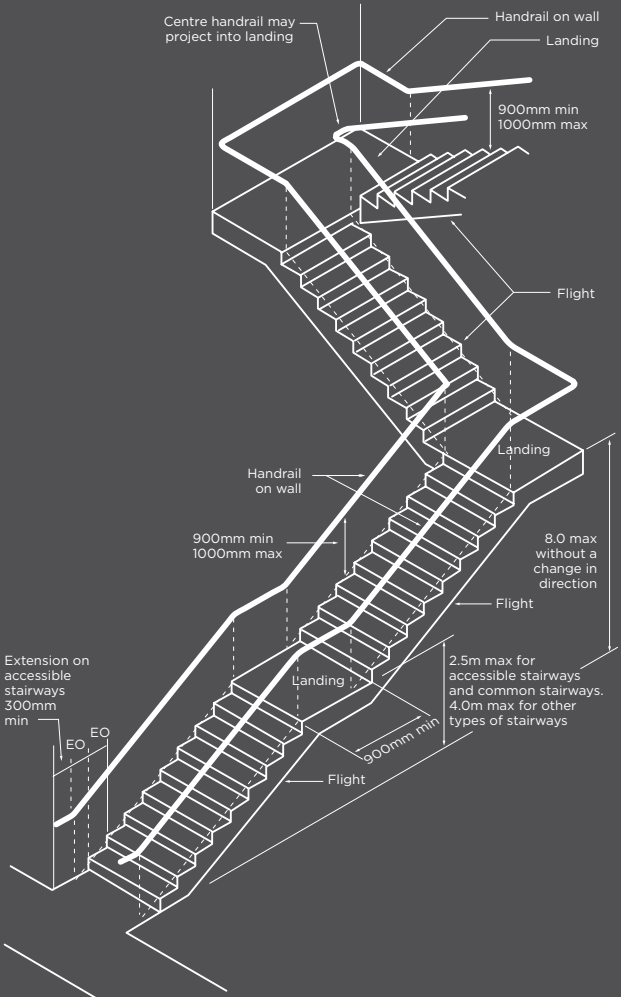 Centre handrail may
project into landing
Handrail on wall
Landing
900mm min
1000mm max
Flight
Landing
Handrail
on wall
900mm min
1000mm max
8.0 max
without a
change in
direction
Flight
Extension on
accessible
stairways
300mm
min
EO
EO
Landing
2.5m max for
accessible stairways
and common stairways.
4.0m max for other
types of stairways
900mm min
Flight